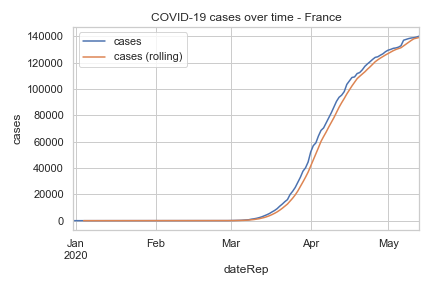 COVID-19 cases over time - France
cases
cases (rolling)
140000
120000
100000
80000
60000
40000
20000
0
cases
Jan
2020
Feb
Mar
Apr
May
dateRep